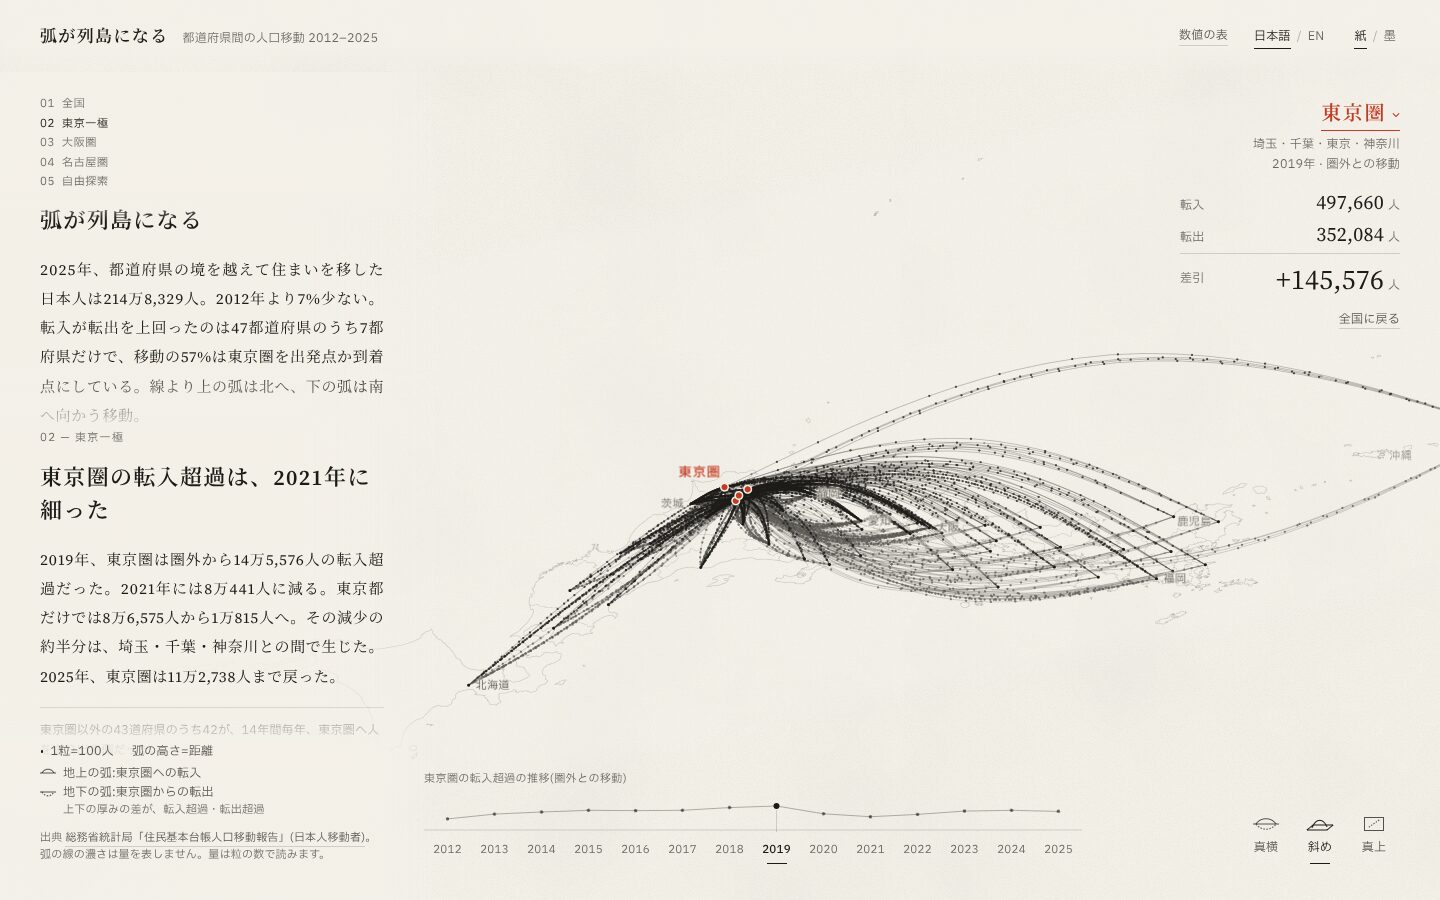 弧が列島になる 都道府県間の人口移動 2012–2025
数値の表 日本語 / EN 紙 / 墨
01 全国
02 東京一極
03 大阪圏
04 名古屋圏
05 自由探索
弧が列島になる
2025年、都道府県の境を越えて住まいを移した
日本人は214万8,329人。2012年より7%少ない。
転入が転出を上回ったのは47都道府県のうち7都
府県だけで、移動の57%は東京圏を出発点か到着
点にしている。線より上の弧は北へ、下の弧は南
へ向かう移動。
02 — 東京一極
東京圏の転入超過は、2021年に
細った
2019年、東京圏は圏外から14万5,576人の転入超
過だった。2021年には8万441人に減る。東京都
だけでは8万6,575人から1万815人へ。その減少の
約半分は、埼玉・千葉・神奈川との間で生じた。
2025年、東京圏は11万2,738人まで戻った。
東京圏以外の43道府県のうち42が、14年間毎年、東京圏へ人
1粒=100人 弧の高さ=距離
地上の弧:東京圏への転入
地下の弧:東京圏からの転出
上下の厚みの差が、転入超過・転出超過
出典 総務省統計局「住民基本台帳人口移動報告」(日本人移動者)。
弧の線の濃さは量を表しません。量は粒の数で読みます。
東京圏
埼玉・千葉・東京・神奈川
2019年・圏外との移動
転入 497,660 人
転出 352,084 人
差引 +145,576 人
全国に戻る
東京圏
茨城
愛知
大阪
沖縄
鹿児島
福岡
北海道
東京圏の転入超過の推移(圏外との移動)
2012 2013 2014 2015 2016 2017 2018 2019 2020 2021 2022 2023 2024 2025
真横 斜め 真上